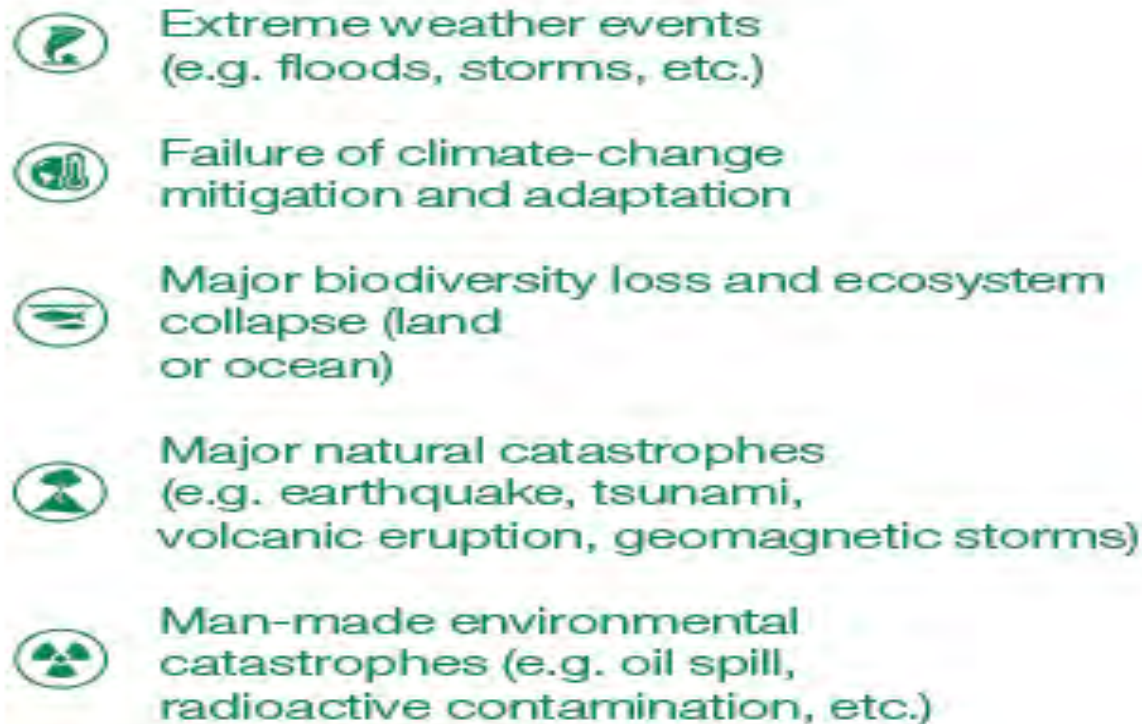 Extreme weather events
(e.g. floods, storms, etc.)
Failure of climate-change
mitigation and adaptation
Major biodiversity loss and ecosystem
collapse (land
or ocean)
Major natural catastrophes
(e.g. earthquake, tsunami,
volcanic eruption, geomagnetic storms)
Man-made environmental
catastrophes (e.g. oil spill,
radioactive contamination, etc.)